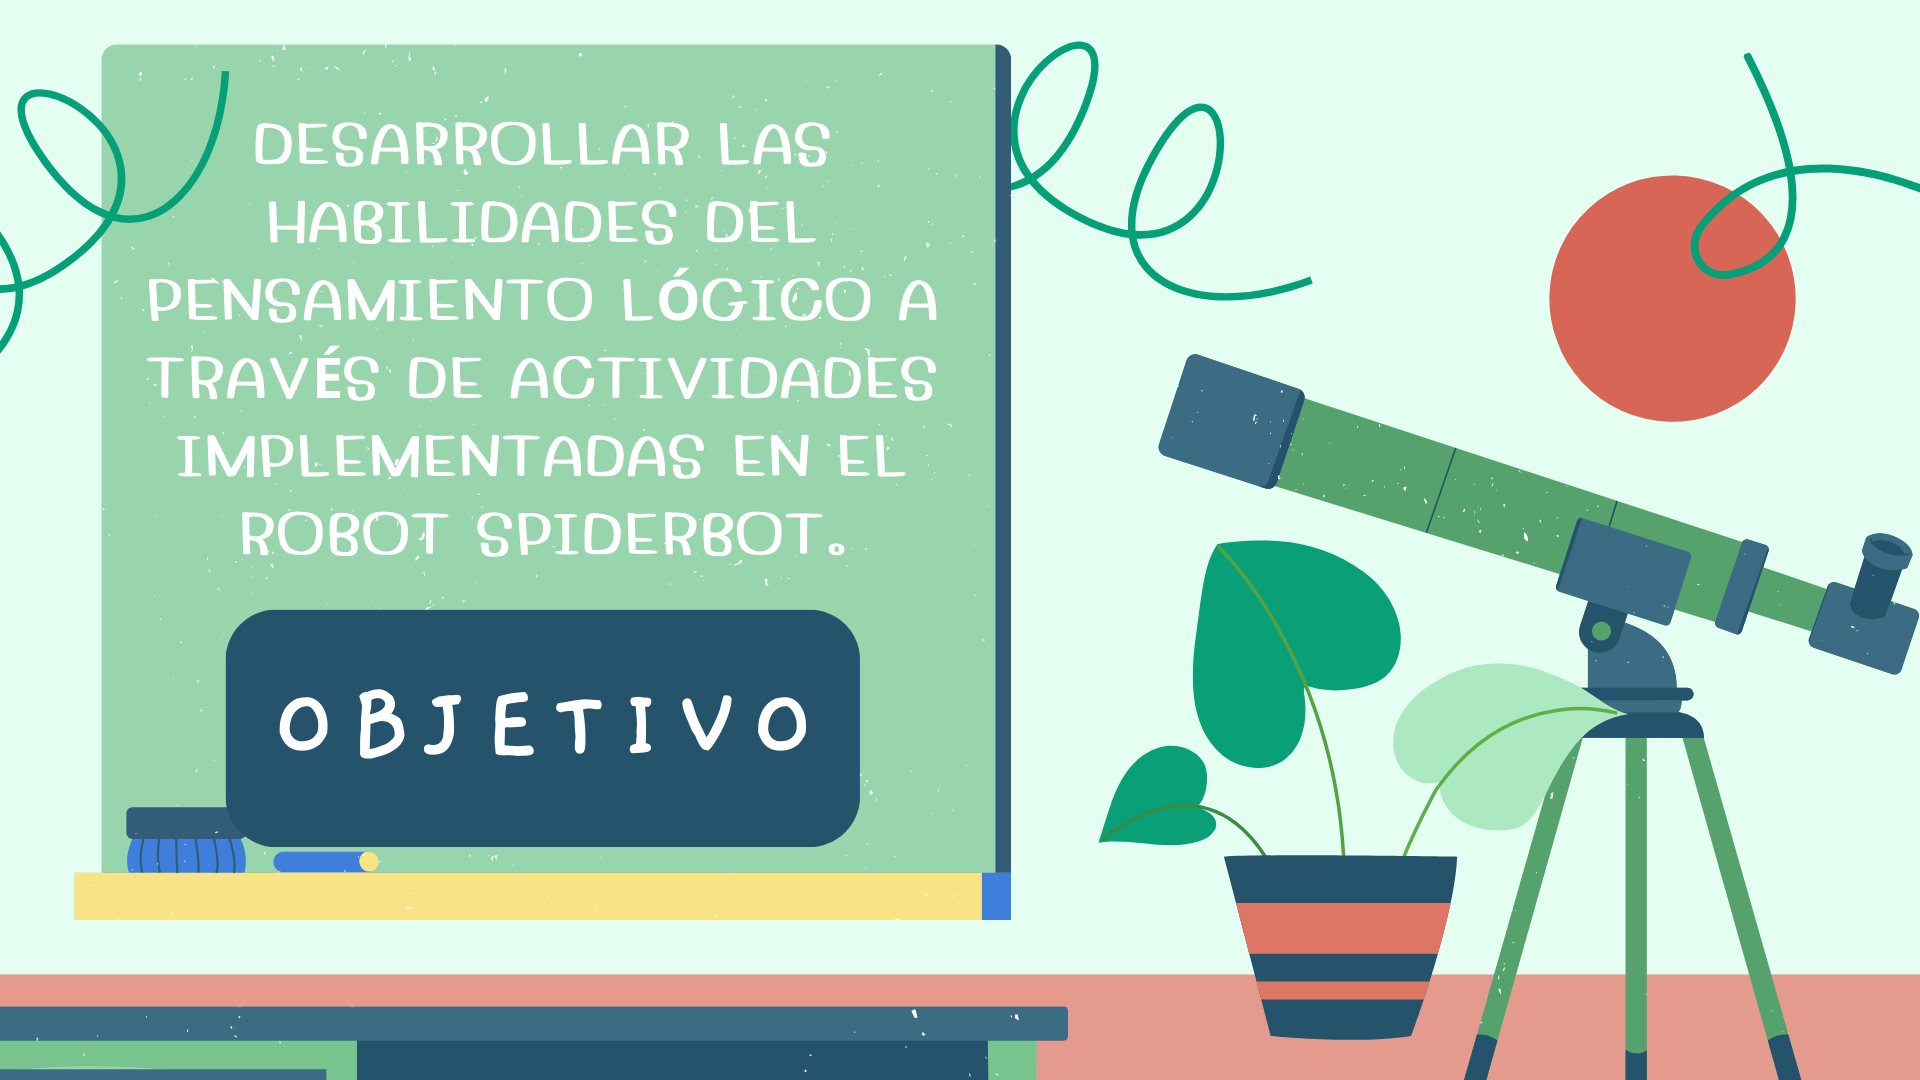 DESARROLLAR LAS
HABILIDADES DEL
PENSAMIENTO LÓGICO A
TRAVÉS DE ACTIVIDADES
IMPLEMENTADAS EN EL
ROBOT SPIDERBOT.
OBJETIVO